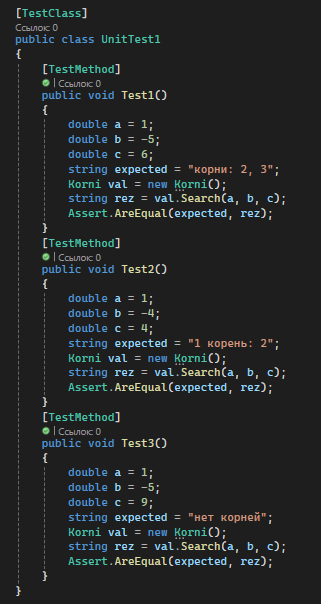 [TestClass]
Ссылок: 0
public class UnitTest1
{
[TestMethod]
| Ссылок: 0
public void Test1()
{
double a = 1;
double b = -5;
double c = 6;
string expected = "корни: 2, 3";
Korni val = new Korni();
string rez = val.Search(a, b, c);
Assert.AreEqual(expected, rez);
}
[TestMethod]
| Ссылок: 0
public void Test2()
{
double a = 1;
double b = -4;
double c = 4;
string expected = "1 корень: 2";
Korni val = new Korni();
string rez = val.Search(a, b, c);
Assert.AreEqual(expected, rez);
}
[TestMethod]
| Ссылок: 0
public void Test3()
{
double a = 1;
double b = -5;
double c = 9;
string expected = "нет корней";
Korni val = new Korni();
string rez = val.Search(a, b, c);
Assert.AreEqual(expected, rez);
}
}